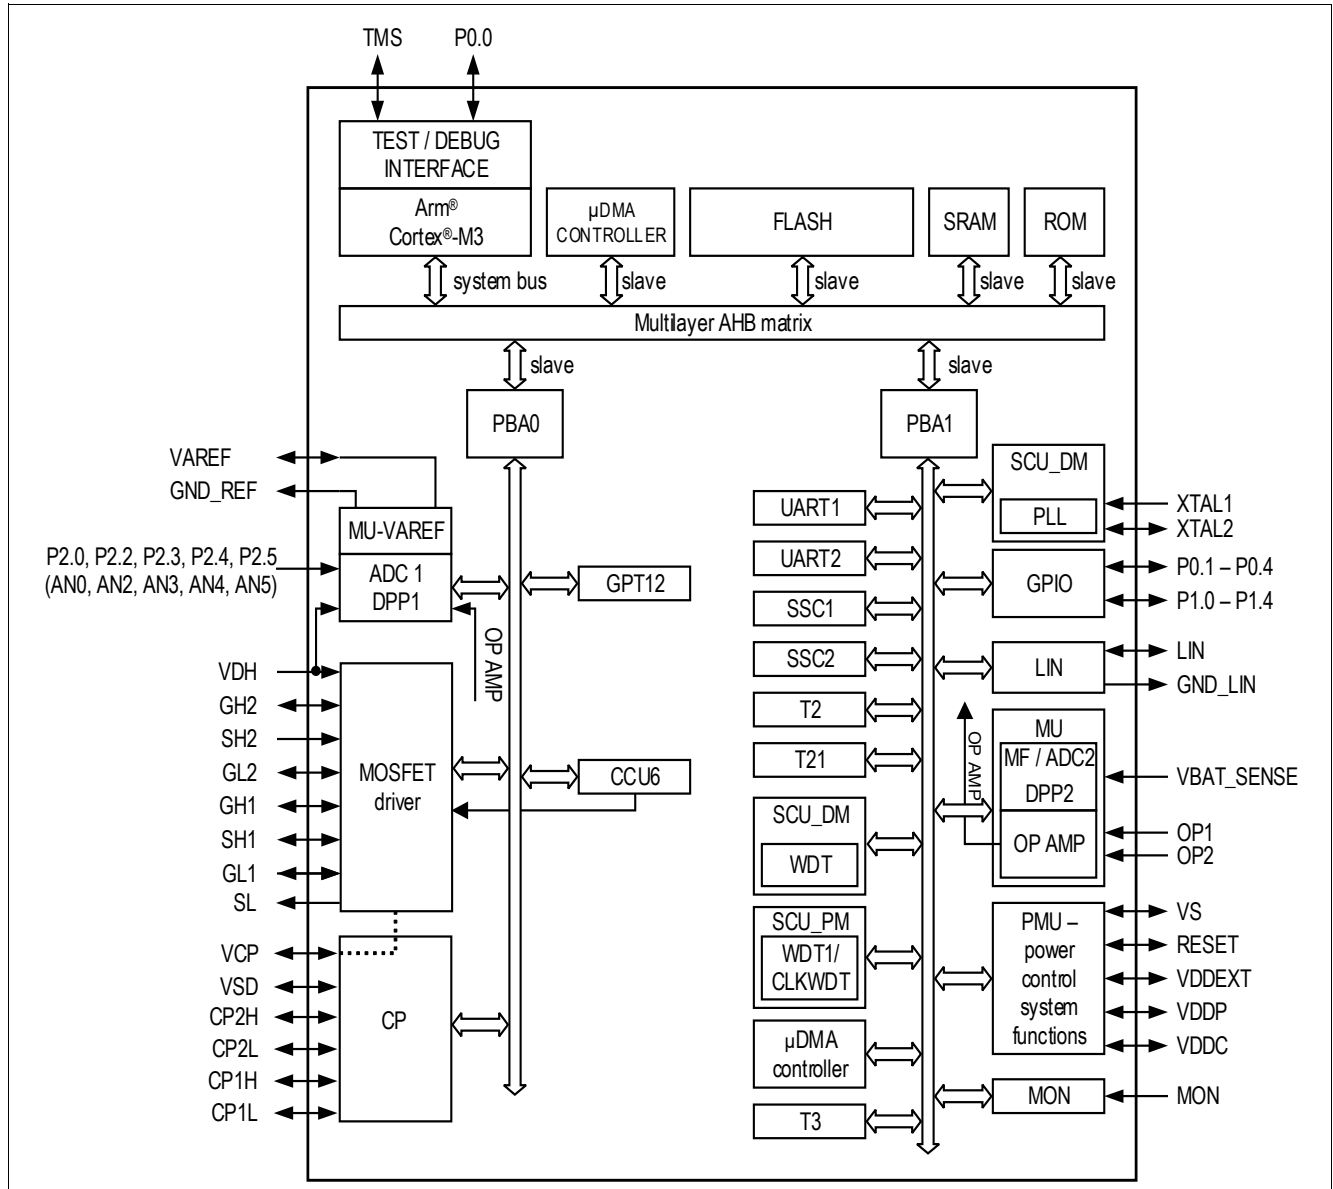 TMS
P0.0
TEST / DEBUG
INTERFACE
Arm®
Cortex®-M3
µDMA
CONTROLLER
FLASH
SRAM
ROM
system bus
slave
slave
slave
slave
Multilayer AHB matrix
slave
slave
PBA0
PBA1
VAREF
GND_REF
MU-VAREF
P2.0, P2.2, P2.3, P2.4, P2.5
(AN0, AN2, AN3, AN4, AN5)
ADC 1
DPP1
GPT12
OP AMP
VDH
GH2
SH2
GL2
GH1
SH1
GL1
SL
MOSFET
driver
CCU6
VCP
VSD
CP2H
CP2L
CP1H
CP1L
CP
UART1
UART2
SSC1
SSC2
T2
T21
SCU_DM
WDT
SCU_PM
WDT1/
CLKWDT
µDMA
controller
T3
SCU_DM
PLL
XTAL1
XTAL2
GPIO
P0.1 – P0.4
P1.0 – P1.4
LIN
LIN
GND_LIN
OP AMP
MU
MF / ADC2
DPP2
OP AMP
VBAT_SENSE
OP1
OP2
PMU –
power
control
system
functions
VS
RESET
VDDEXT
VDDP
VDDC
MON
MON